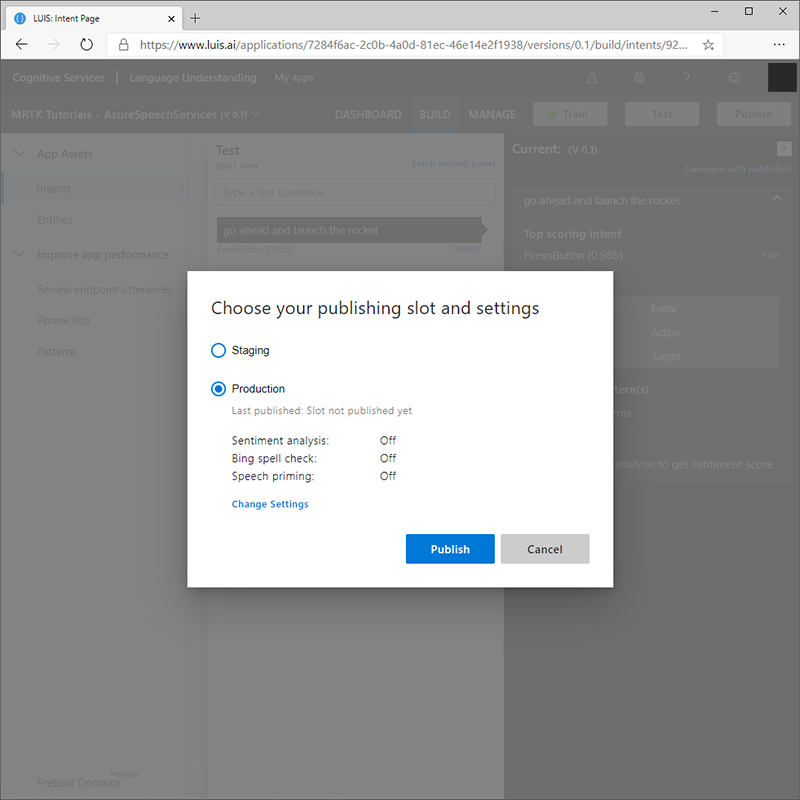 LUIS: Intent Page
https://www.luis.ai/applications/7284f6ac-2c0b-4a0d-81ec-46e14e2f1938/versions/0.1/build/intents/92...
Cognitive Services | Language Understanding My apps
MRTK Tutorials - AzureSpeechServices (V 0.1) DASHBOARD BUILD MANAGE Train Test Publish
App Assets
Intents
Entities
Improve app performance
Review endpoint utterances
Phrase lists
Patterns
PREVIEW
Prebuilt Domains
Test
Start over Batch testing panel
Type a test utterance
go ahead and launch the rocket
PressButton (0.985) Inspect
Current: (V 0.1)
Compare with published
go ahead and launch the rocket
Top scoring intent
PressButton (0.985) Edit
Entity
Action
Target
tern(s)
erns
analysis to get sentiment score
Choose your publishing slot and settings
Staging
Production
Last published: Slot not published yet
Sentiment analysis: Off
Bing spell check: Off
Speech priming: Off
Change Settings
Publish Cancel